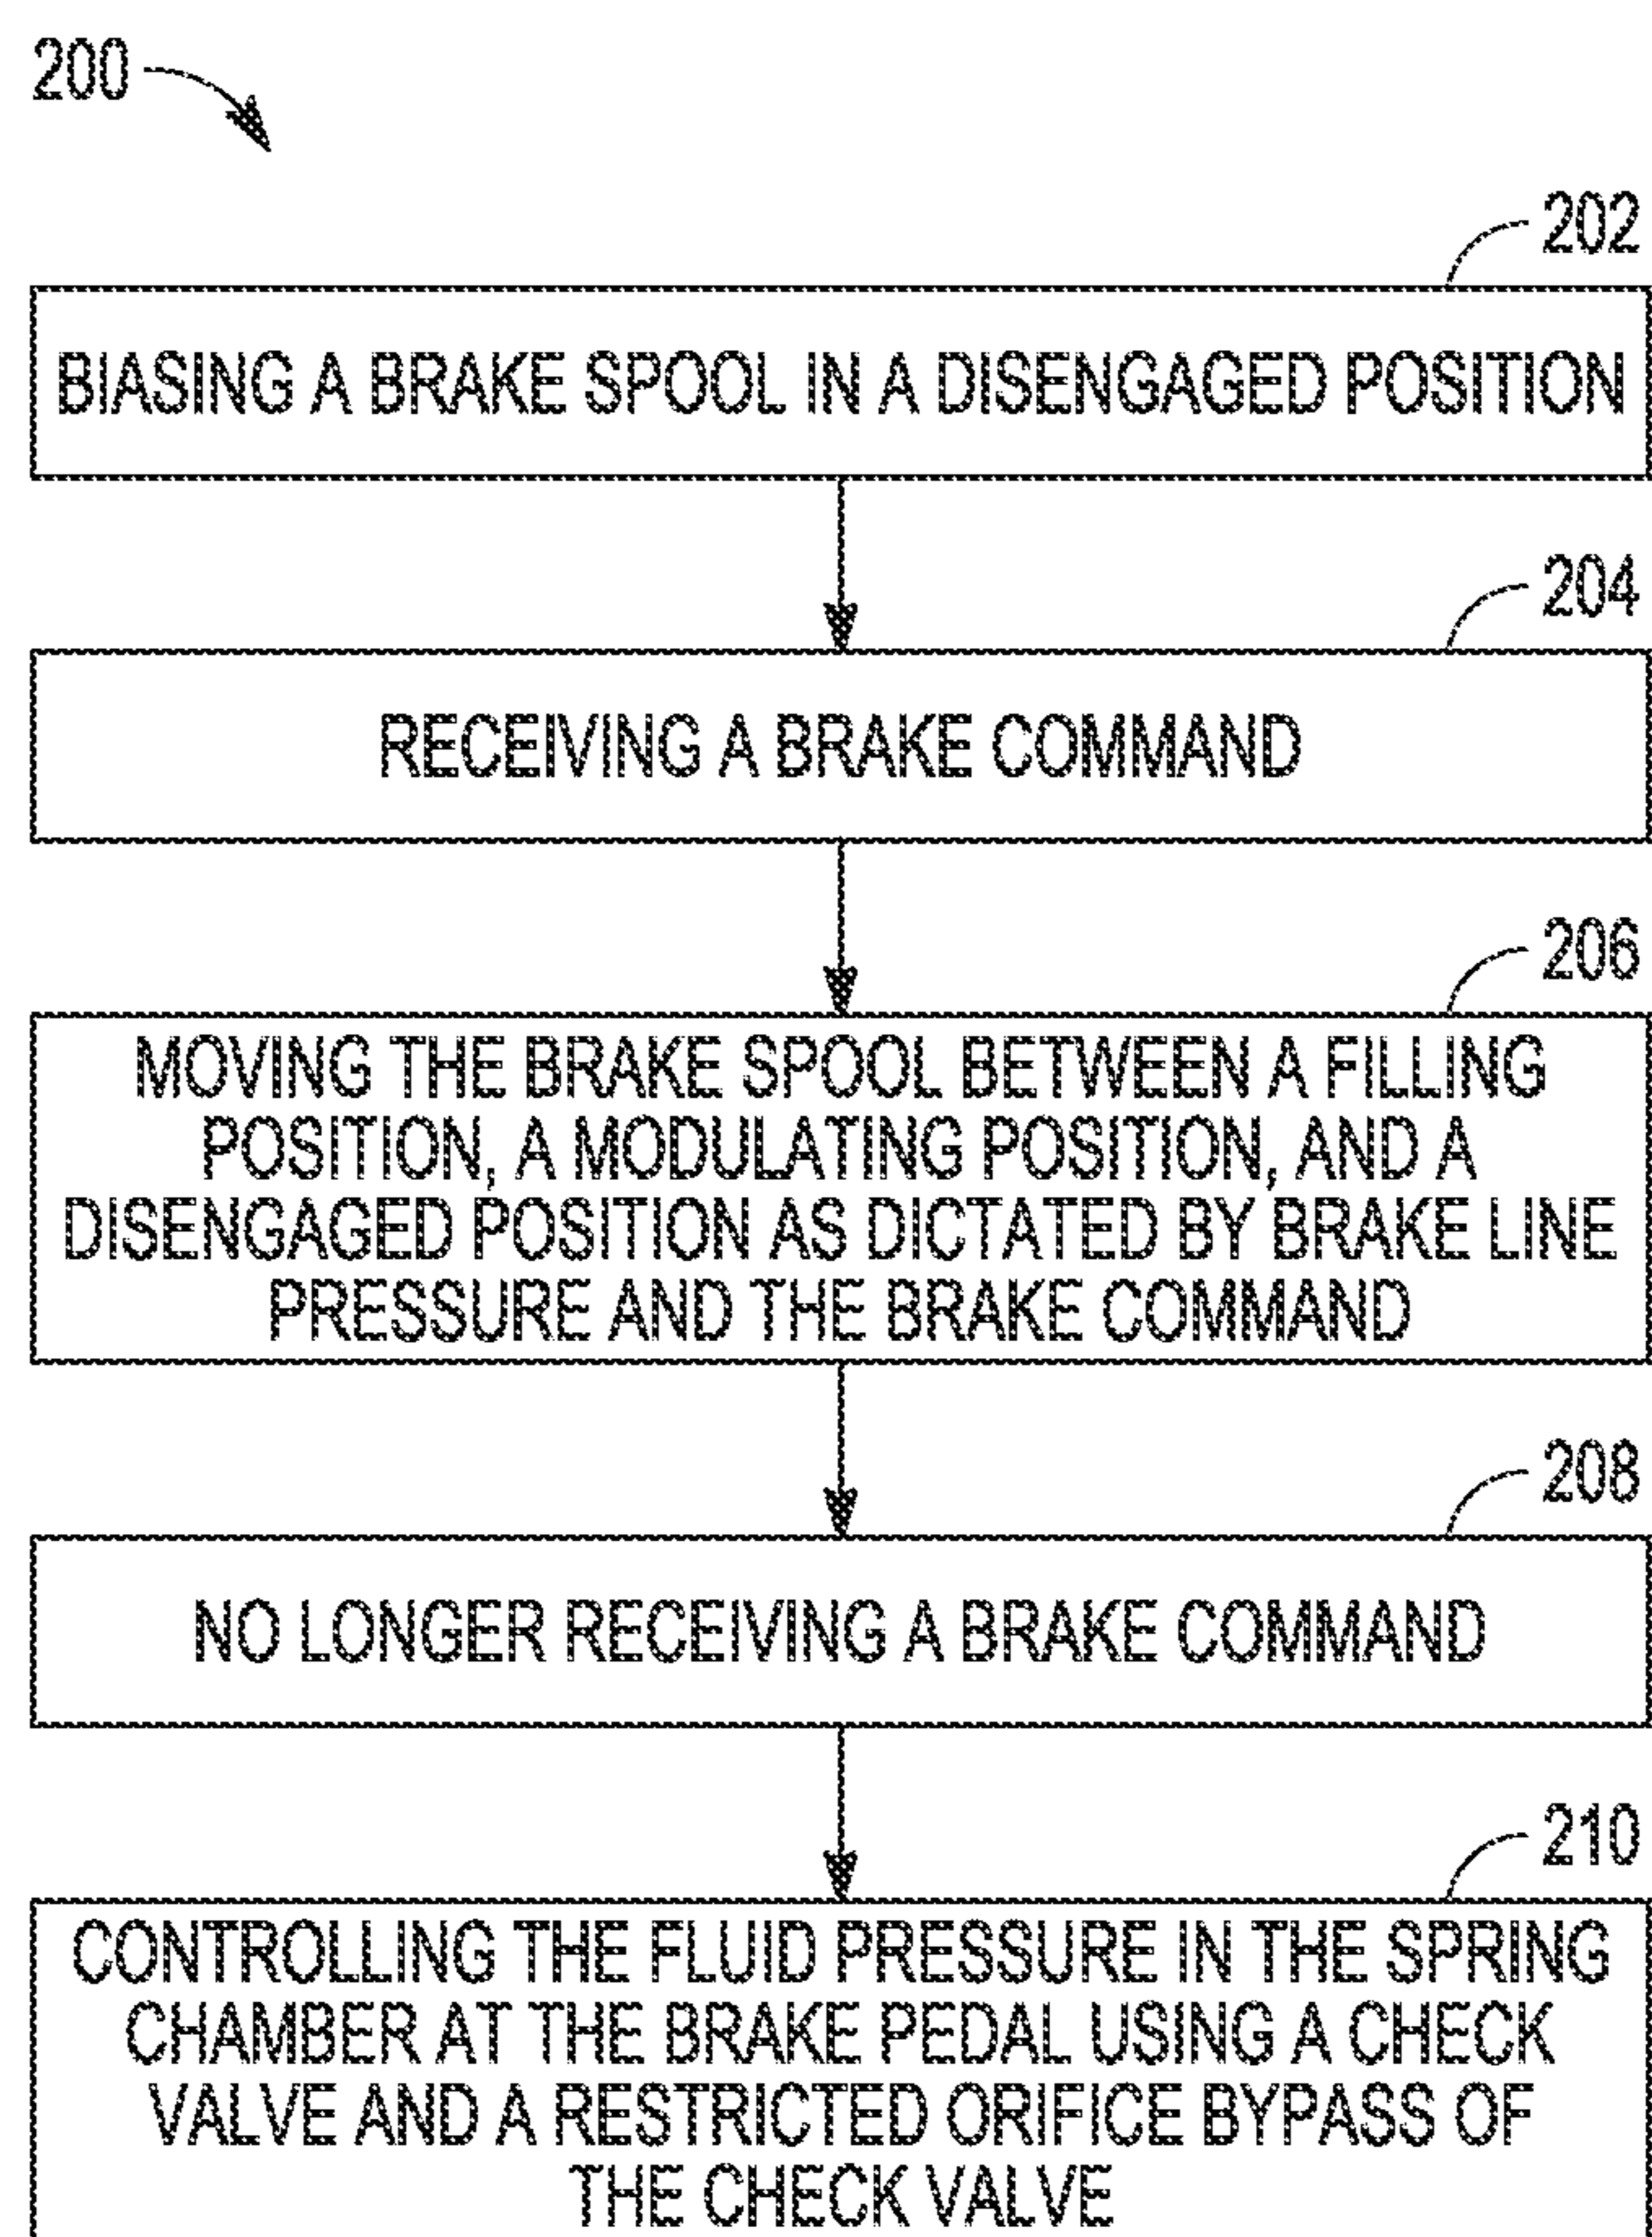 200
202
BIASING A BRAKE SPOOL IN A DISENGAGED POSITION
204
RECEIVING A BRAKE COMMAND
206
MOVING THE BRAKE SPOOL BETWEEN A FILLING
POSITION, A MODULATING POSITION, AND A
DISENGAGED POSITION AS DICTATED BY BRAKE LINE
PRESSURE AND THE BRAKE COMMAND
208
NO LONGER RECEIVING A BRAKE COMMAND
210
CONTROLLING THE FLUID PRESSURE IN THE SPRING
CHAMBER AT THE BRAKE PEDAL USING A CHECK
VALVE AND A RESTRICTED ORIFICE BYPASS OF
THE CHECK VALVE